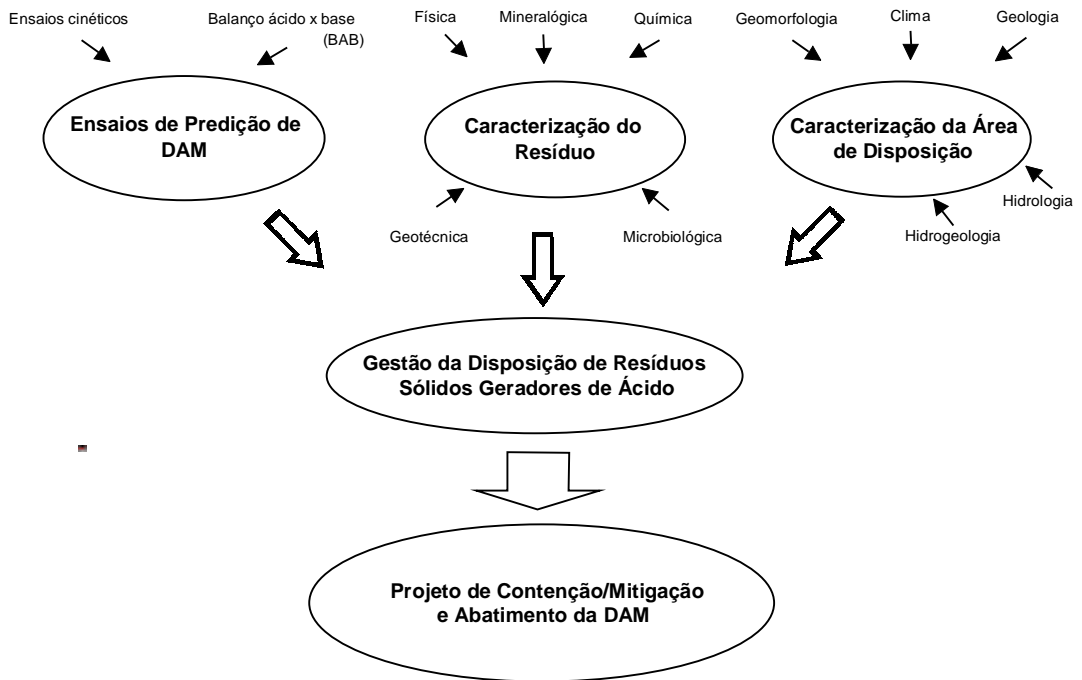 Ensaios cinéticos
Balanço ácido x base
(BAB)
Física
Mineralógica
Química
Geomorfologia
Clima
Geologia
Ensaios de Predição de
DAM
Caracterização do
Resíduo
Caracterização da Área
de Disposição
Geotécnica
Microbiológica
Hidrogeologia
Hidrologia
Gestão da Disposição de Resíduos
Sólidos Geradores de Ácido
Projeto de Contenção/Mitigação
e Abatimento da DAM